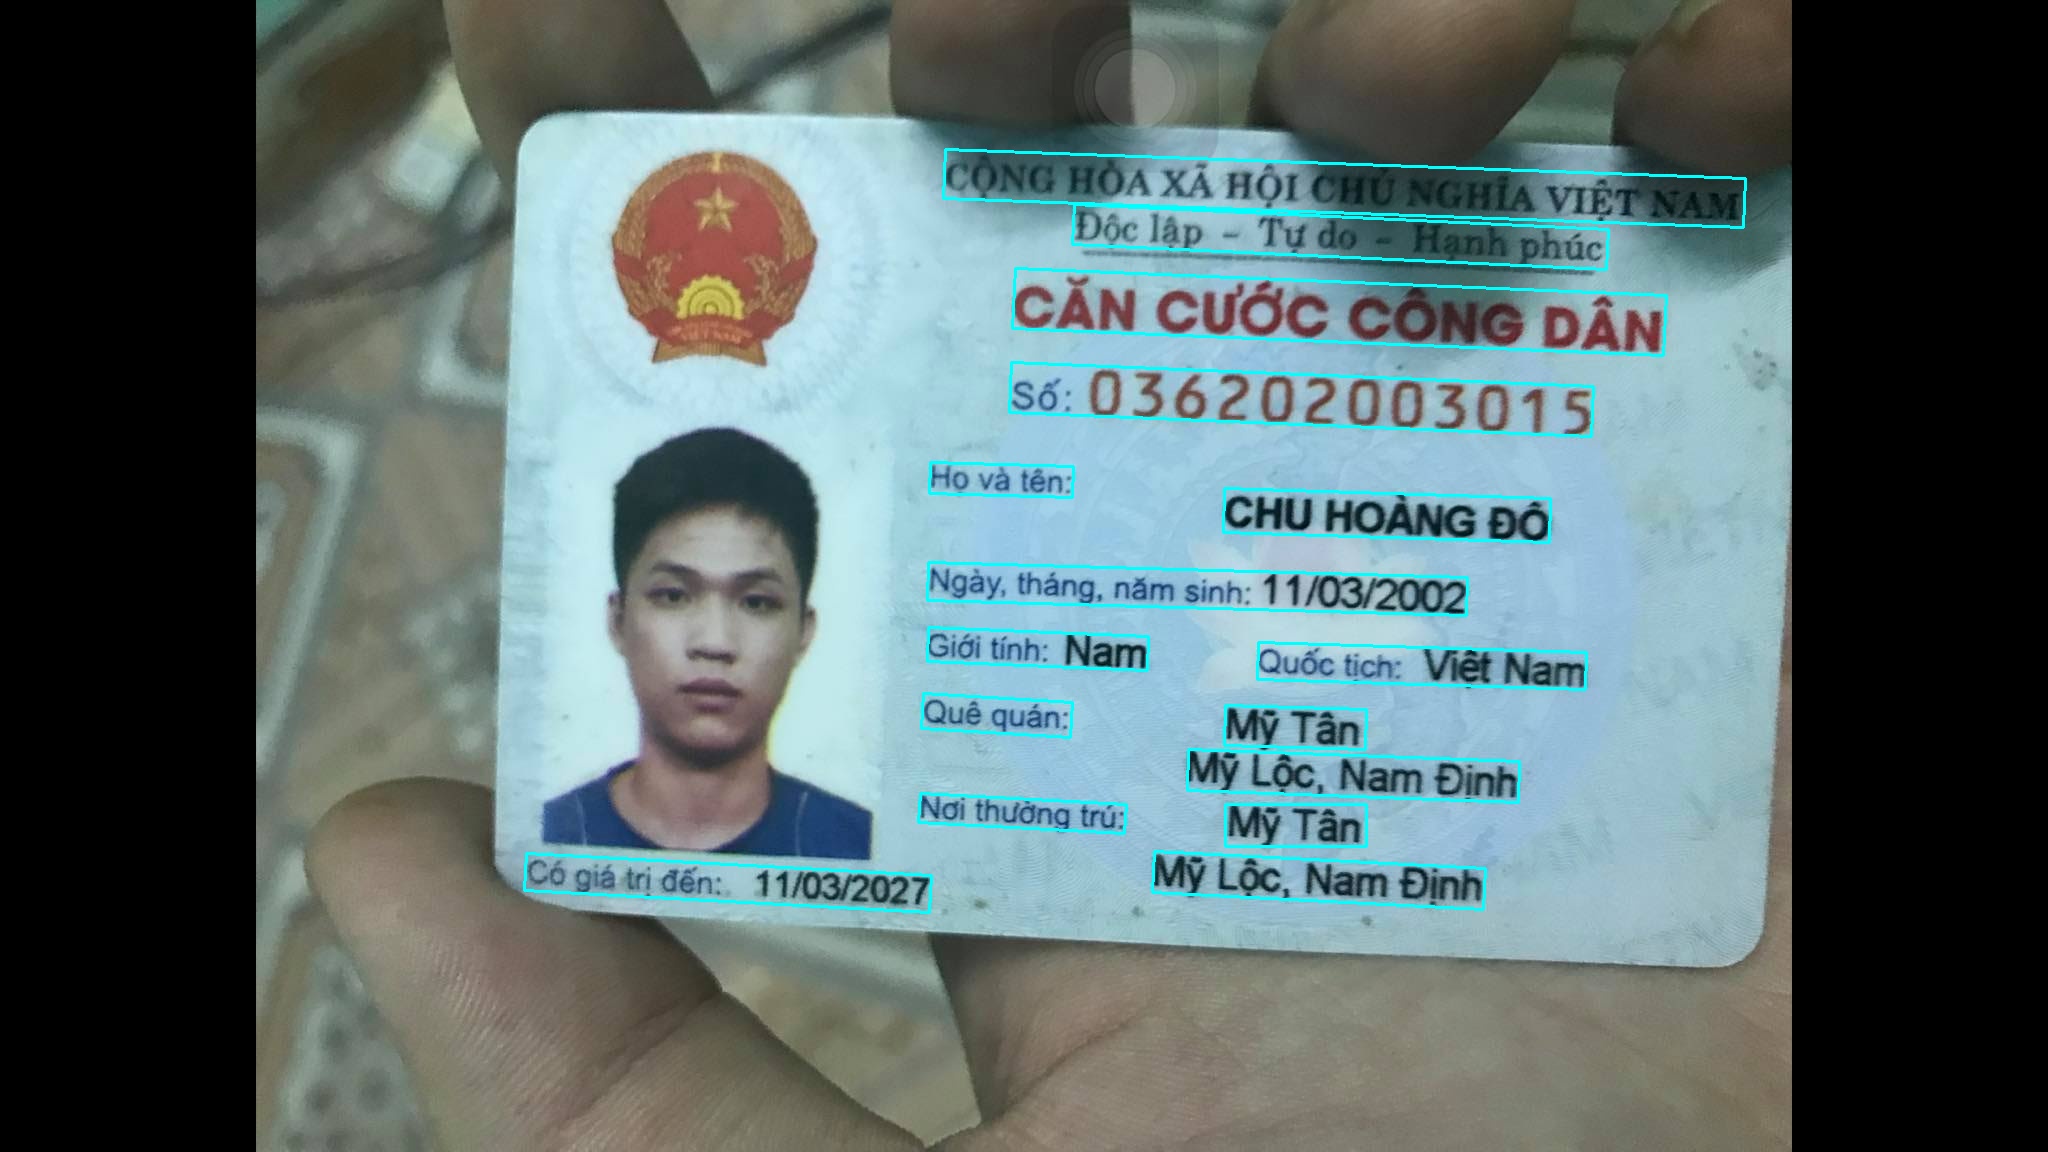 CỘNG HÒA XÃ HỘI CHỦ NGHĨA VIỆT NAM
Độc lập - Tự do - Hạnh phúc
CĂN CƯỚC CÔNG DÂN
Số: 036202003015
Họ và tên:
CHU HOÀNG ĐÔ
Ngày, tháng, năm sinh: 11/03/2002
Giới tính: Nam Quốc tịch: Việt Nam
Quê quán: Mỹ Tân
Mỹ Lộc, Nam Định
Nơi thường trú: Mỹ Tân
Mỹ Lộc, Nam Định
Có giá trị đến: 11/03/2027